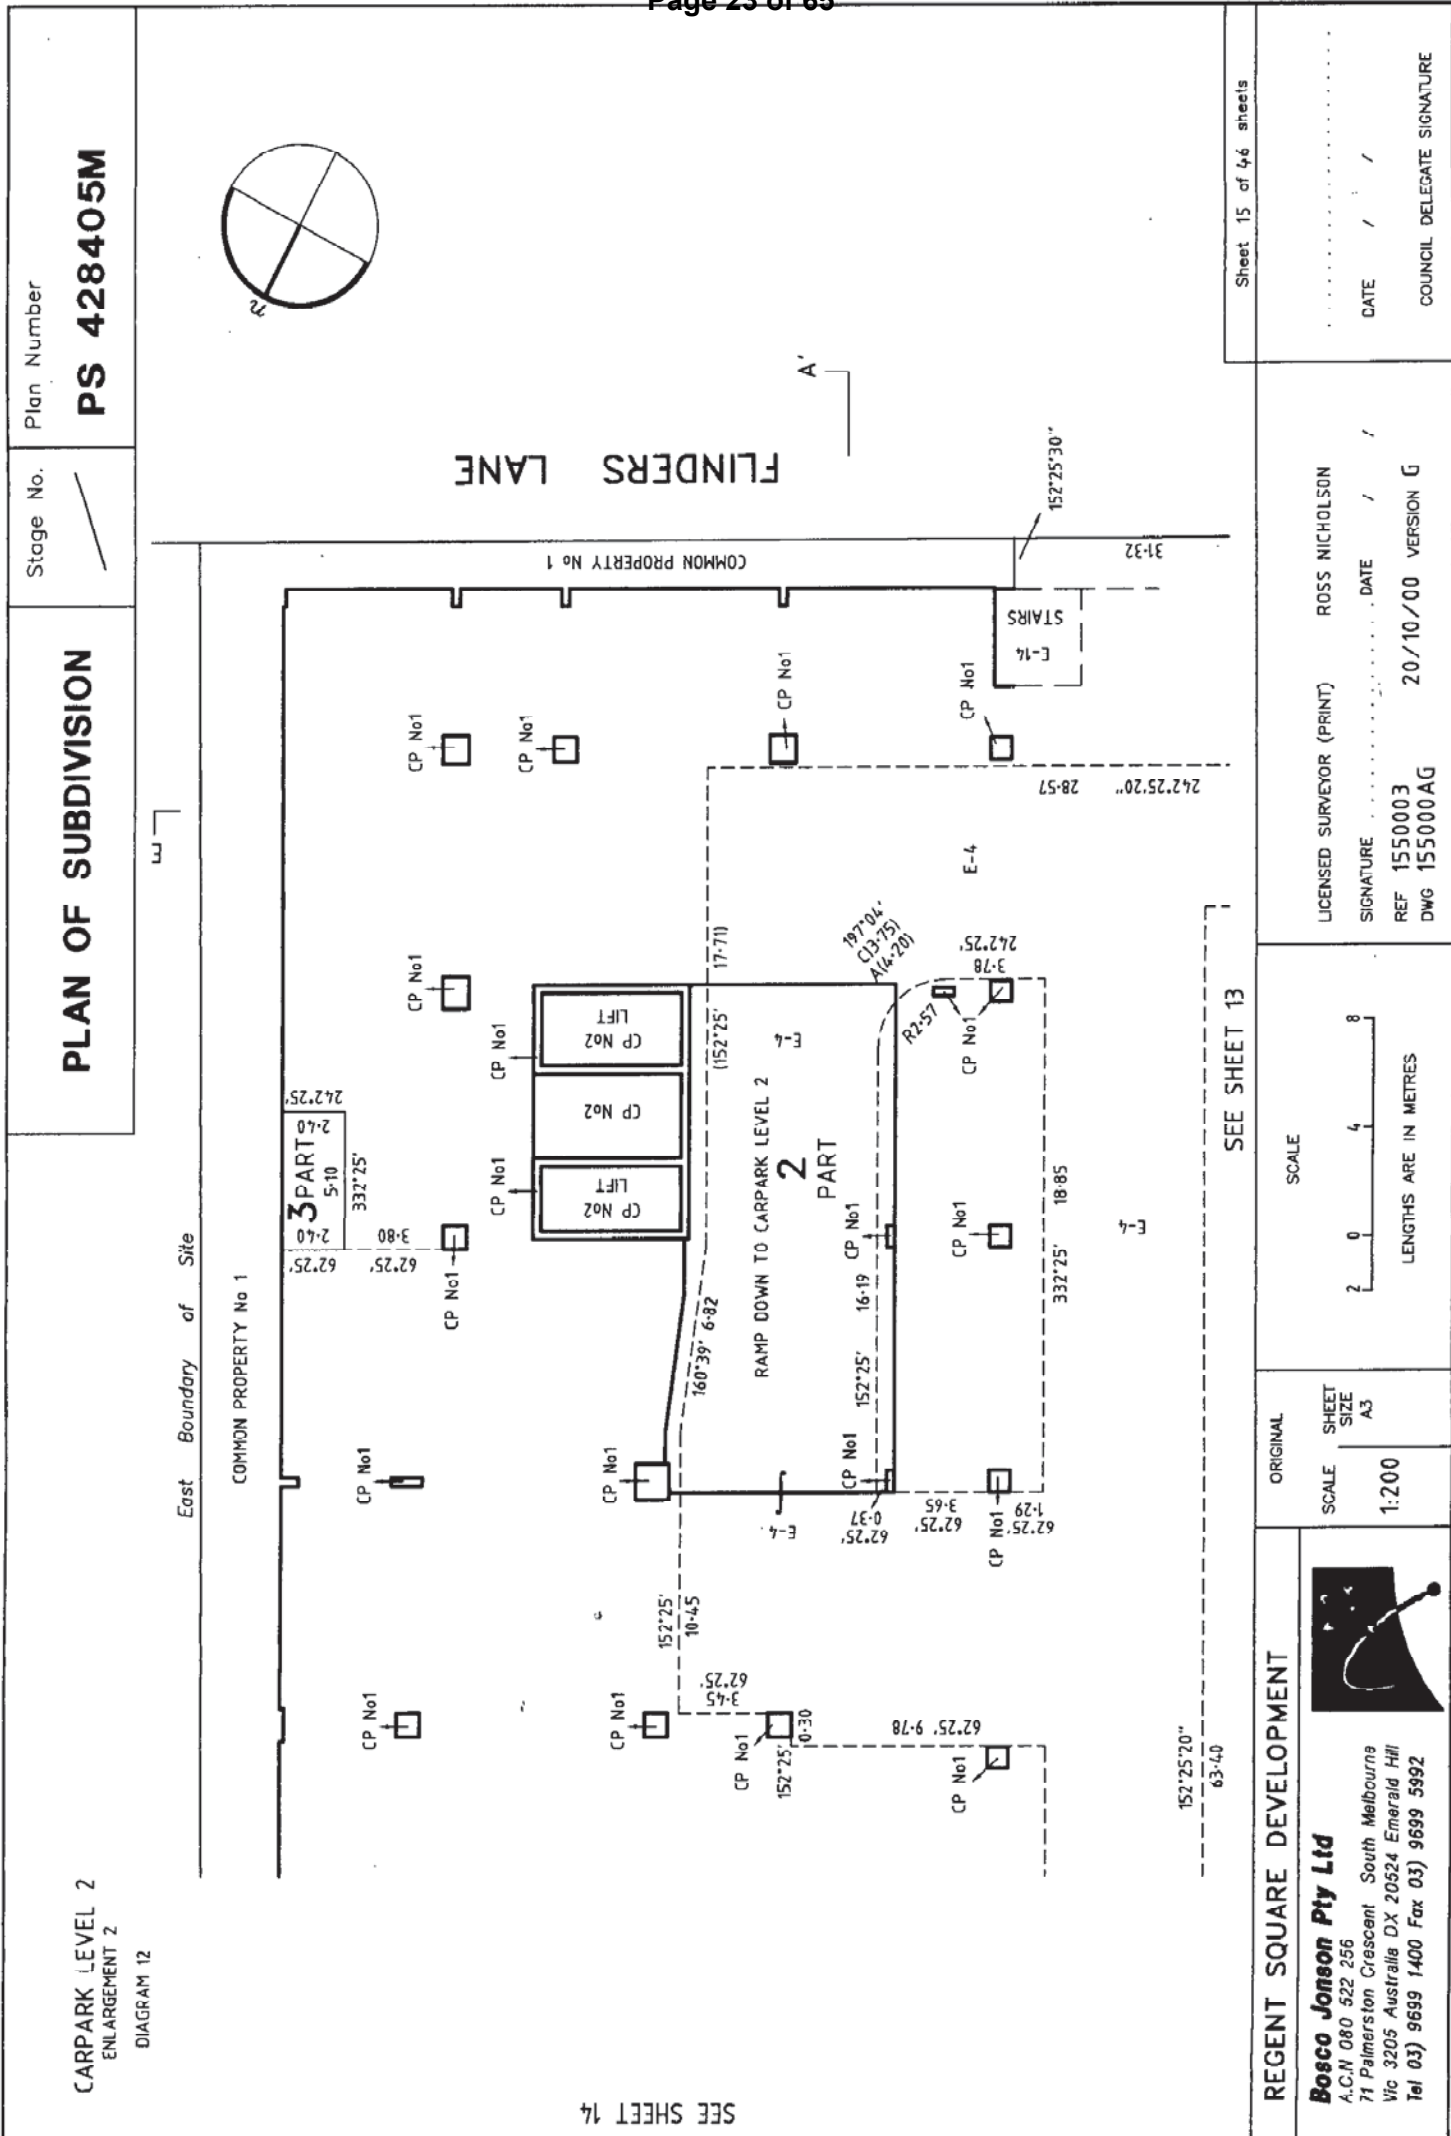 Page 23 of 65
PLAN OF SUBDIVISION
Stage No.
Plan Number
PS 428405M
CARPARK LEVEL 2
ENLARGEMENT 2
DIAGRAM 12
n
E
East Boundary of Site
COMMON PROPERTY No 1
FLINDERS LANE
COMMON PROPERTY No 1
A'
152°25'30"
31·32
STAIRS
E-14
3 PART
2·40
5·10
2·40
242°25'
332°25'
62°25'
62°25'
3·80
CP No1
CP No1
CP No1
CP No1
CP No1
CP No1
CP No1
CP No1
CP No1
CP No1
CP No2
LIFT
CP No2
CP No2
LIFT
CP No1
CP No1
(152°25'
17·71)
E-4
RAMP DOWN TO CARPARK LEVEL 2
2
PART
160°39' 6·82
152°25'
16·19
197°04'
C(3·75)
A(4·20)
R2·57
242°25'
3·78
CP No1
CP No1
CP No1
CP No1
CP No1
E-4
E-4
62°25'
0·37
62°25'
3·65
62°25'
1·29
332°25'
18·85
E-4
242°25'20"
28·57
152°25'
10·45
62°25'
3·45
CP No1
CP No1
CP No1
152°25'
0·30
62°25' 9·78
CP No1
152°25'20"
63·40
SEE SHEET 13
SEE SHEET 14
Sheet 15 of 46 sheets
REGENT SQUARE DEVELOPMENT
Bosco Jonson Pty Ltd
A.C.N 080 522 256
71 Palmerston Crescent South Melbourne
Vic 3205 Australia DX 20524 Emerald Hill
Tel 03) 9699 1400 Fax 03) 9699 5992
ORIGINAL
SCALE
SHEET
SIZE
A3
1:200
SCALE
2 0 4 8
LENGTHS ARE IN METRES
LICENSED SURVEYOR (PRINT) ROSS NICHOLSON
SIGNATURE .............. DATE / /
REF 1550003
DWG 155000AG
20/10/00 VERSION G
DATE / /
COUNCIL DELEGATE SIGNATURE